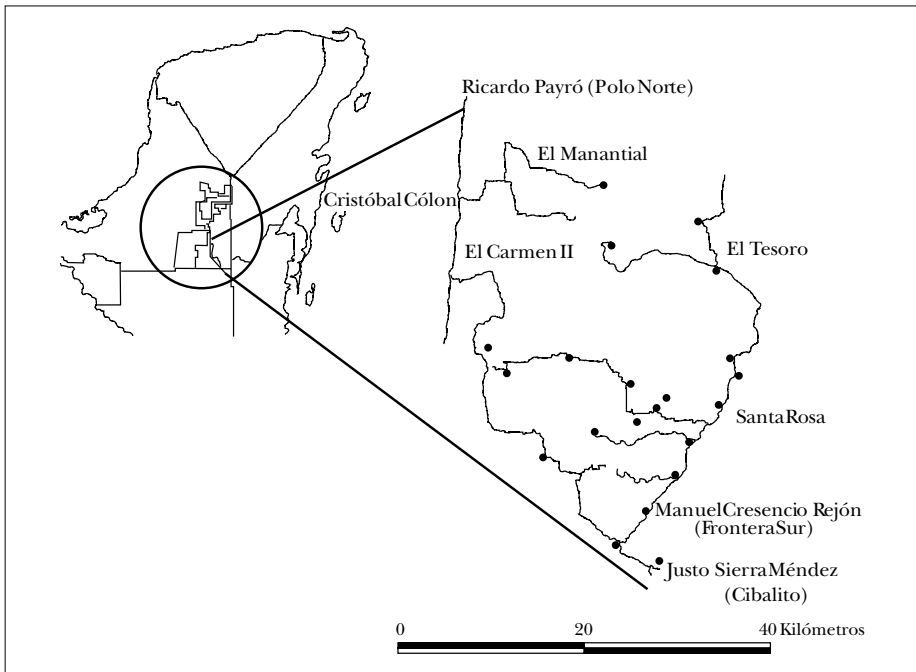 Ricardo Payró (Polo Norte)
El Manantial
Cristóbal Cólon
El Carmen II
El Tesoro
Santa Rosa
Manuel Cresencio Rejón
(Frontera Sur)
Justo Sierra Méndez
(Cibalito)
0 20 40 Kilómetros